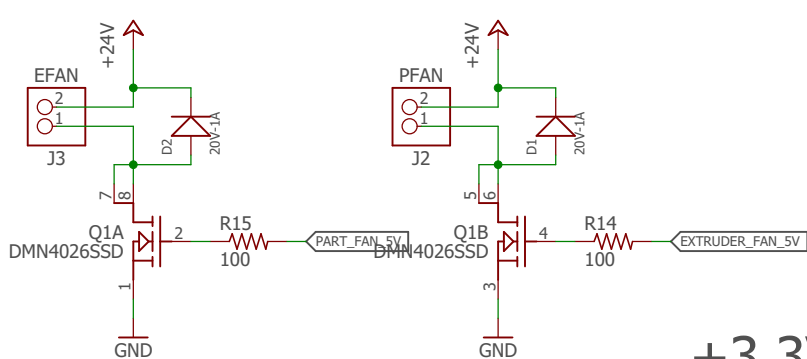 +24V
EFAN
2
1
J3
D2
20V-1A
7
8
Q1A
DMN4026SSD
2
R15
100
PART_FAN_5V
1
GND
+24V
PFAN
2
1
J2
D1
20V-1A
5
6
Q1B
DMN4026SSD
4
R14
100
EXTRUDER_FAN_5V
3
GND